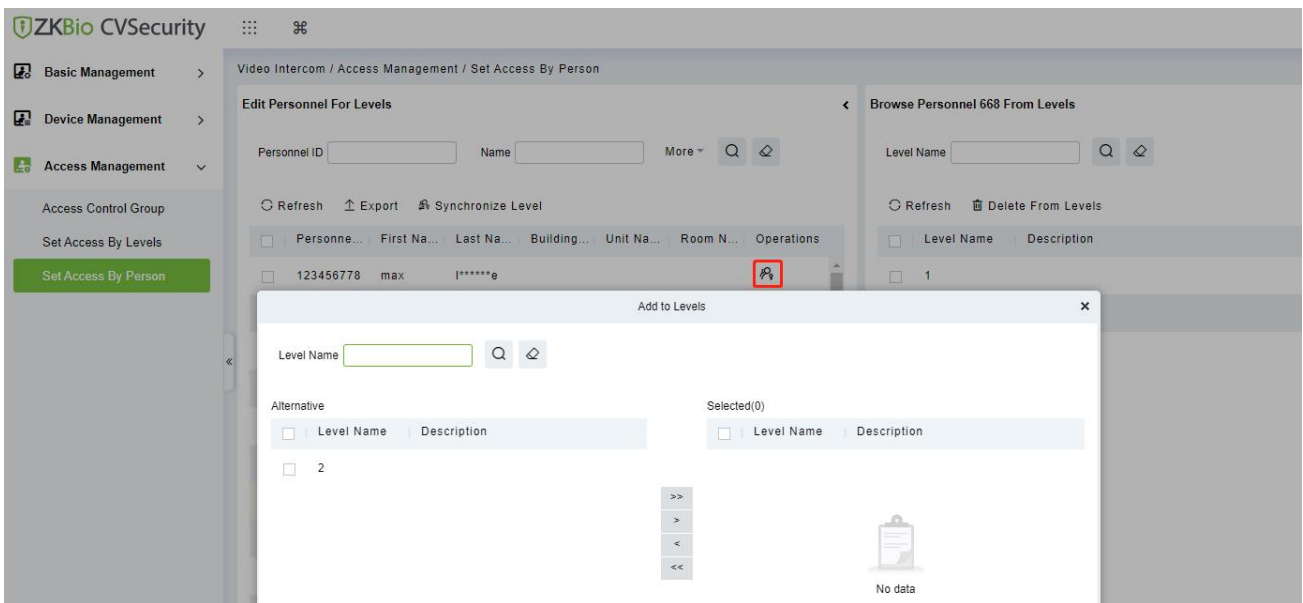 ZKBio CVSecurity
Basic Management
Device Management
Access Management
Access Control Group
Set Access By Levels
Set Access By Person
Video Intercom / Access Management / Set Access By Person
Edit Personnel For Levels
Personnel ID Name More
Refresh Export Synchronize Level
Personne... First Na... Last Na... Building... Unit Na... Room N... Operations
123456778 max l******e
Browse Personnel 668 From Levels
Level Name
Refresh Delete From Levels
Level Name Description
1
Add to Levels
Level Name
Alternative
Level Name Description
2
>>
>
<
<<
Selected(0)
Level Name Description
No data